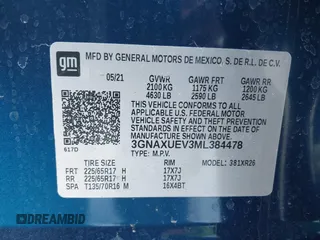 gm
MFD BY GENERAL MOTORS DE MEXICO. S. DE R.L. DE C.V.
05/21 GVWR GAWR FRT GAWR RR
2100 KG 1175 KG 1200 KG
4630 LB 2590 LB 2645 LB
THIS VEHICLE CONFORMS TO ALL APPLICABLE U.S.
FEDERAL MOTOR VEHICLE SAFETY, BUMPER, AND
THEFT PREVENTION STANDARDS IN EFFECT ON THE
DATE OF MANUFACTURE SHOWN ABOVE.
3GNAXUEV3ML384478
617D TYPE: M.P.V. MODEL: 381XR26
TIRE SIZE RIM
FRT 225/65R17 H 17X7J
RR 225/65R17 H 17X7J
SPA T135/70R16 M 16X4BT
DREAMBID